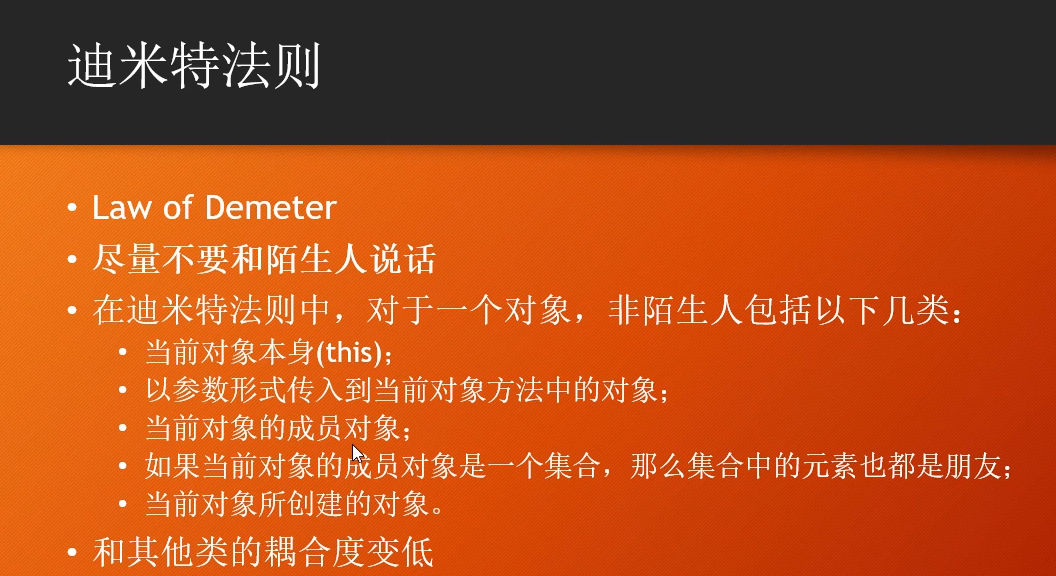 迪米特法则
• Law of Demeter
• 尽量不要和陌生人说话
• 在迪米特法则中，对于一个对象，非陌生人包括以下几类：
• 当前对象本身(this)；
• 以参数形式传入到当前对象方法中的对象；
• 当前对象的成员对象；
• 如果当前对象的成员对象是一个集合，那么集合中的元素也都是朋友；
• 当前对象所创建的对象。
• 和其他类的耦合度变低